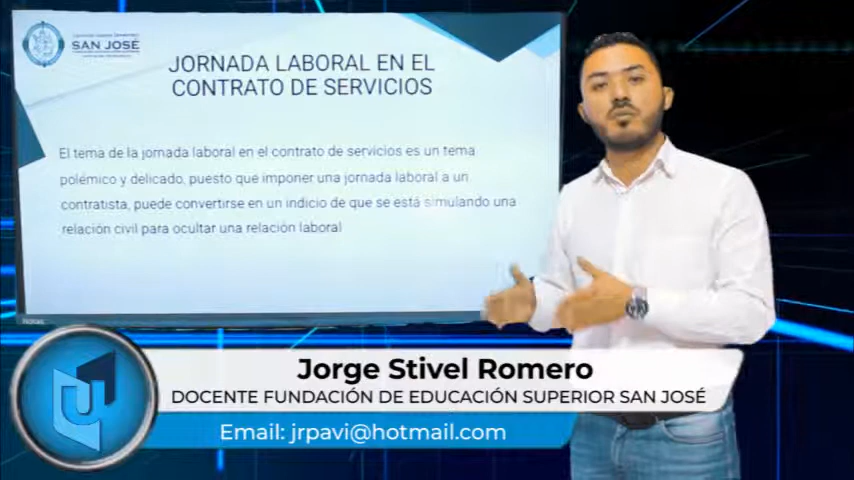 SAN JOSÉ
JORNADA LABORAL EN EL
CONTRATO DE SERVICIOS
El tema de la jornada laboral en el contrato de servicios es un tema
polémico y delicado, puesto que imponer una jornada laboral a un
contratista, puede convertirse en un indicio de que se está simulando una
relación civil para ocultar una relación laboral
Jorge Stivel Romero
DOCENTE FUNDACIÓN DE EDUCACIÓN SUPERIOR SAN JOSÉ
Email: jrpavi@hotmail.com